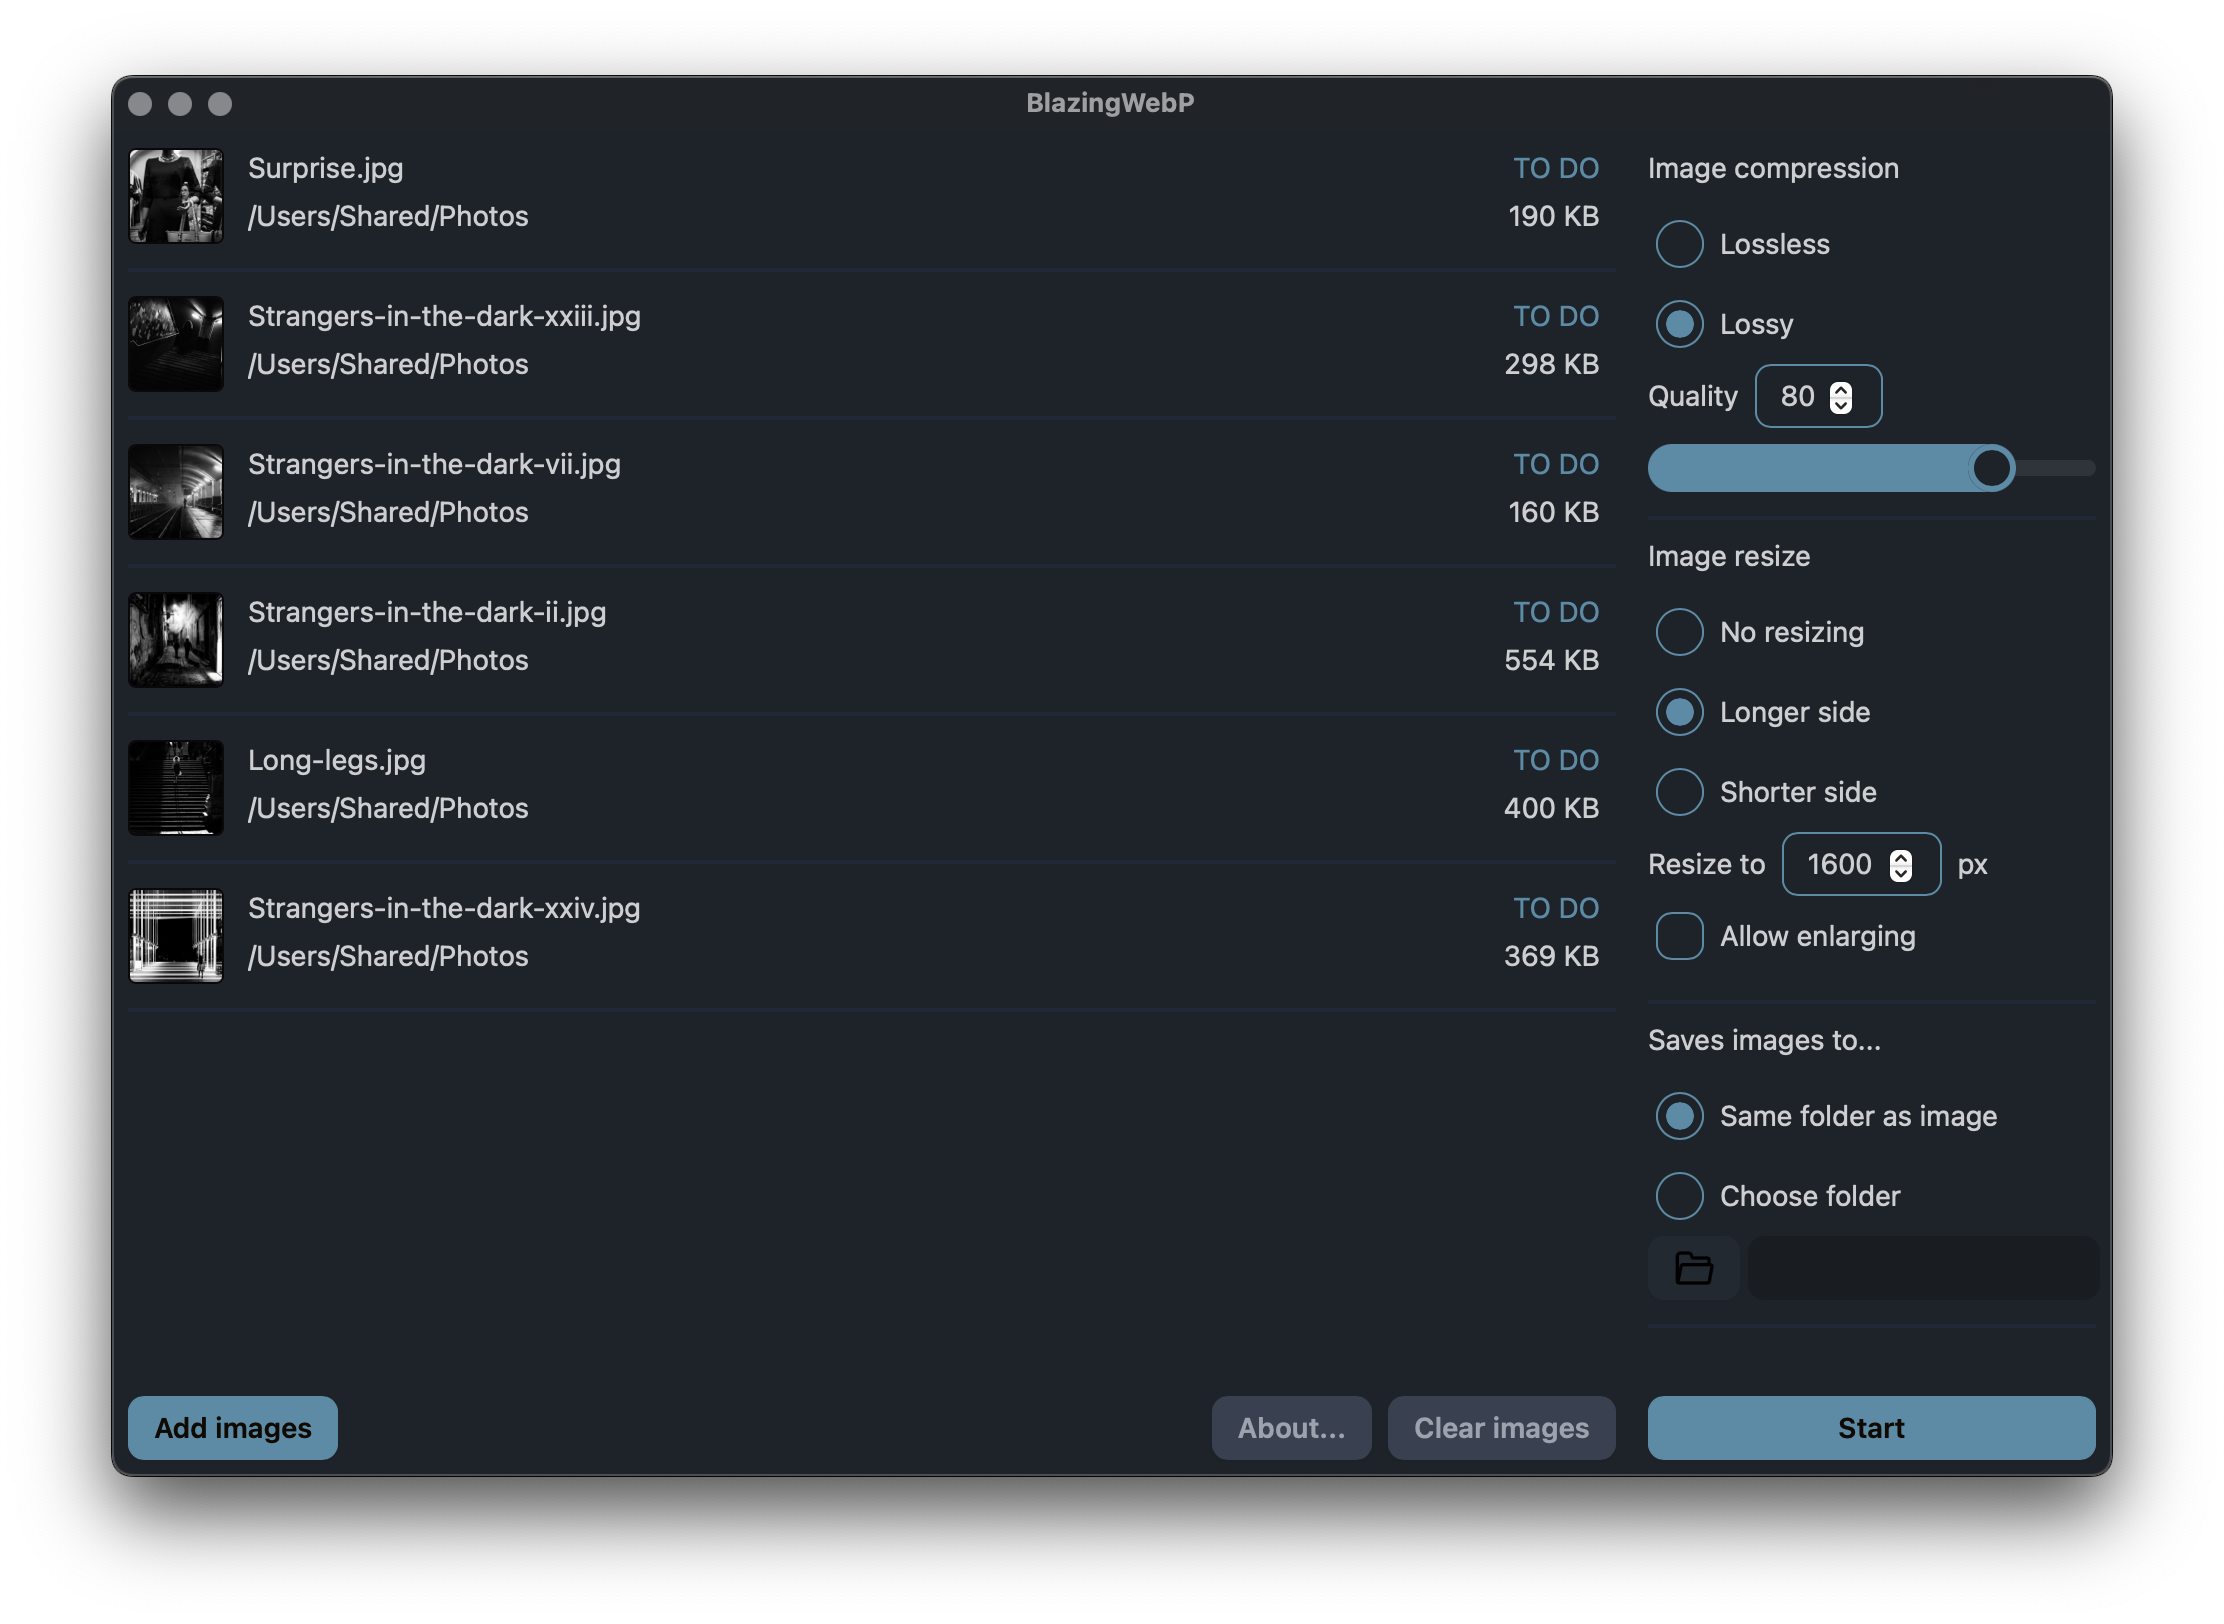 BlazingWebP
Surprise.jpg
TO DO
/Users/Shared/Photos
190 KB
Strangers-in-the-dark-xxiii.jpg
TO DO
/Users/Shared/Photos
298 KB
Strangers-in-the-dark-vii.jpg
TO DO
/Users/Shared/Photos
160 KB
Strangers-in-the-dark-ii.jpg
TO DO
/Users/Shared/Photos
554 KB
Long-legs.jpg
TO DO
/Users/Shared/Photos
400 KB
Strangers-in-the-dark-xxiv.jpg
TO DO
/Users/Shared/Photos
369 KB
Add images
About...
Clear images
Image compression
Lossless
Lossy
Quality 80
Image resize
No resizing
Longer side
Shorter side
Resize to 1600 px
Allow enlarging
Saves images to...
Same folder as image
Choose folder
Start